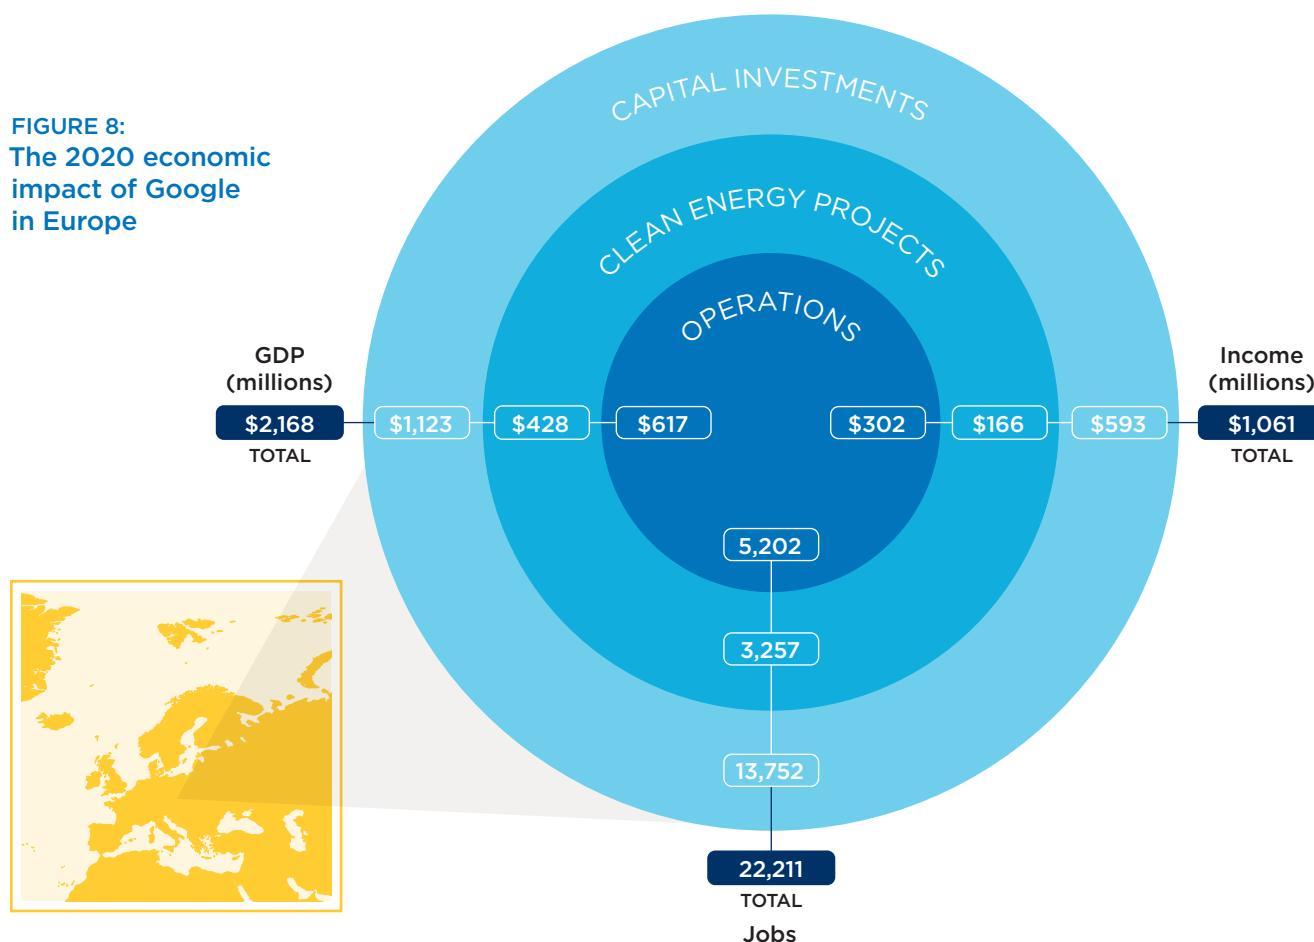 CAPITAL INVESTMENTS
FIGURE 8:
The 2020 economic
impact of Google
in Europe
CLEAN ENERGY PROJECTS
OPERATIONS
GDP
(millions)
Income
(millions)
$2,168
$1,123
$428
$617
$302
$166
$593
$1,061
TOTAL
TOTAL
5,202
3,257
13,752
22,211
TOTAL
Jobs